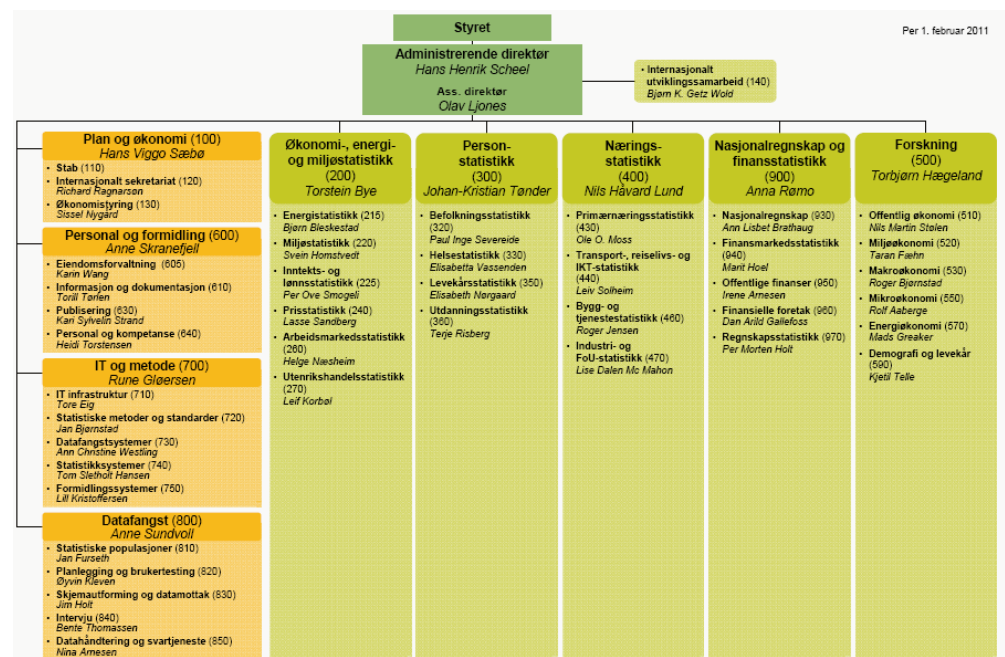 Styret
Per 1. februar 2011
Administrerende direktør
Hans Henrik Scheel
Ass. direktør
Olav Ljones
• Internasjonalt
utviklingssamarbeid (140)
Bjørn K. Getz Wold
Plan og økonomi (100)
Hans Viggo Sæbø
• Stab (110)
• Internasjonalt sekretariat (120)
Richard Ragnarsøn
• Økonomistyring (130)
Sissel Nygård
Personal og formidling (600)
Anne Skranefjell
• Eiendomsforvaltning (605)
Karin Wang
• Informasjon og dokumentasjon (610)
Torill Tørlen
• Publisering (630)
Kari Sylvelin Strand
• Personal og kompetanse (640)
Heidi Torstensen
IT og metode (700)
Rune Gløersen
• IT infrastruktur (710)
Tore Eig
• Statistiske metoder og standarder (720)
Jan Bjørnstad
• Datafangstsystemer (730)
Ann Christine Westling
• Statistikksystemer (740)
Tom Sletholt Hansen
• Formidlingssystemer (750)
Lill Kristoffersen
Datafangst (800)
Anne Sundvoll
• Statistiske populasjoner (810)
Jan Furseth
• Planlegging og brukertesting (820)
Øyvin Kleven
• Skjemautforming og datamottak (830)
Jim Holt
• Intervju (840)
Bente Thomassen
• Datahåndtering og svartjeneste (850)
Nina Arnesen
Økonomi-, energi-
og miljøstatistikk
(200)
Torstein Bye
• Energistatistikk (215)
Bjørn Bleskestad
• Miljøstatistikk (220)
Svein Homstvedt
• Inntekts- og
lønnsstatistikk (225)
Per Ove Smogeli
• Prisstatistikk (240)
Lasse Sandberg
• Arbeidsmarkedsstatistikk
(260)
Helge Næsheim
• Utenrikshandelsstatistikk
(270)
Leif Korbøl
Person-
statistikk
(300)
Johan-Kristian Tønder
• Befolkningsstatistikk
(320)
Paul Inge Severeide
• Helsestatistikk (330)
Elisabetta Vassenden
• Levekårsstatistikk (350)
Elisabeth Nørgaard
• Utdanningsstatistikk
(360)
Terje Risberg
Nærings-
statistikk
(400)
Nils Håvard Lund
• Primærnæringsstatistikk
(430)
Ole O. Moss
• Transport-, reiselivs- og
IKT-statistikk
(440)
Leiv Solheim
• Bygg- og
tjenestestatistikk (460)
Roger Jensen
• Industri- og
FoU-statistikk (470)
Lise Dalen Mc Mahon
Nasjonalregnskap og
finansstatistikk
(900)
Anna Rømo
• Nasjonalregnskap (930)
Ann Lisbet Brathaug
• Finansmarkedsstatistikk
(940)
Marit Hoel
• Offentlige finanser (950)
Irene Arnesen
• Finansielle foretak (960)
Dan Arild Gallefoss
• Regnskapsstatistikk (970)
Per Morten Holt
Forskning
(500)
Torbjørn Hægeland
• Offentlig økonomi (510)
Nils Martin Stølen
• Miljøøkonomi (520)
Taran Fæhn
• Makroøkonomi (530)
Roger Bjørnstad
• Mikroøkonomi (550)
Rolf Aaberge
• Energiøkonomi (570)
Mads Greaker
• Demografi og levekår
(590)
Kjetil Telle